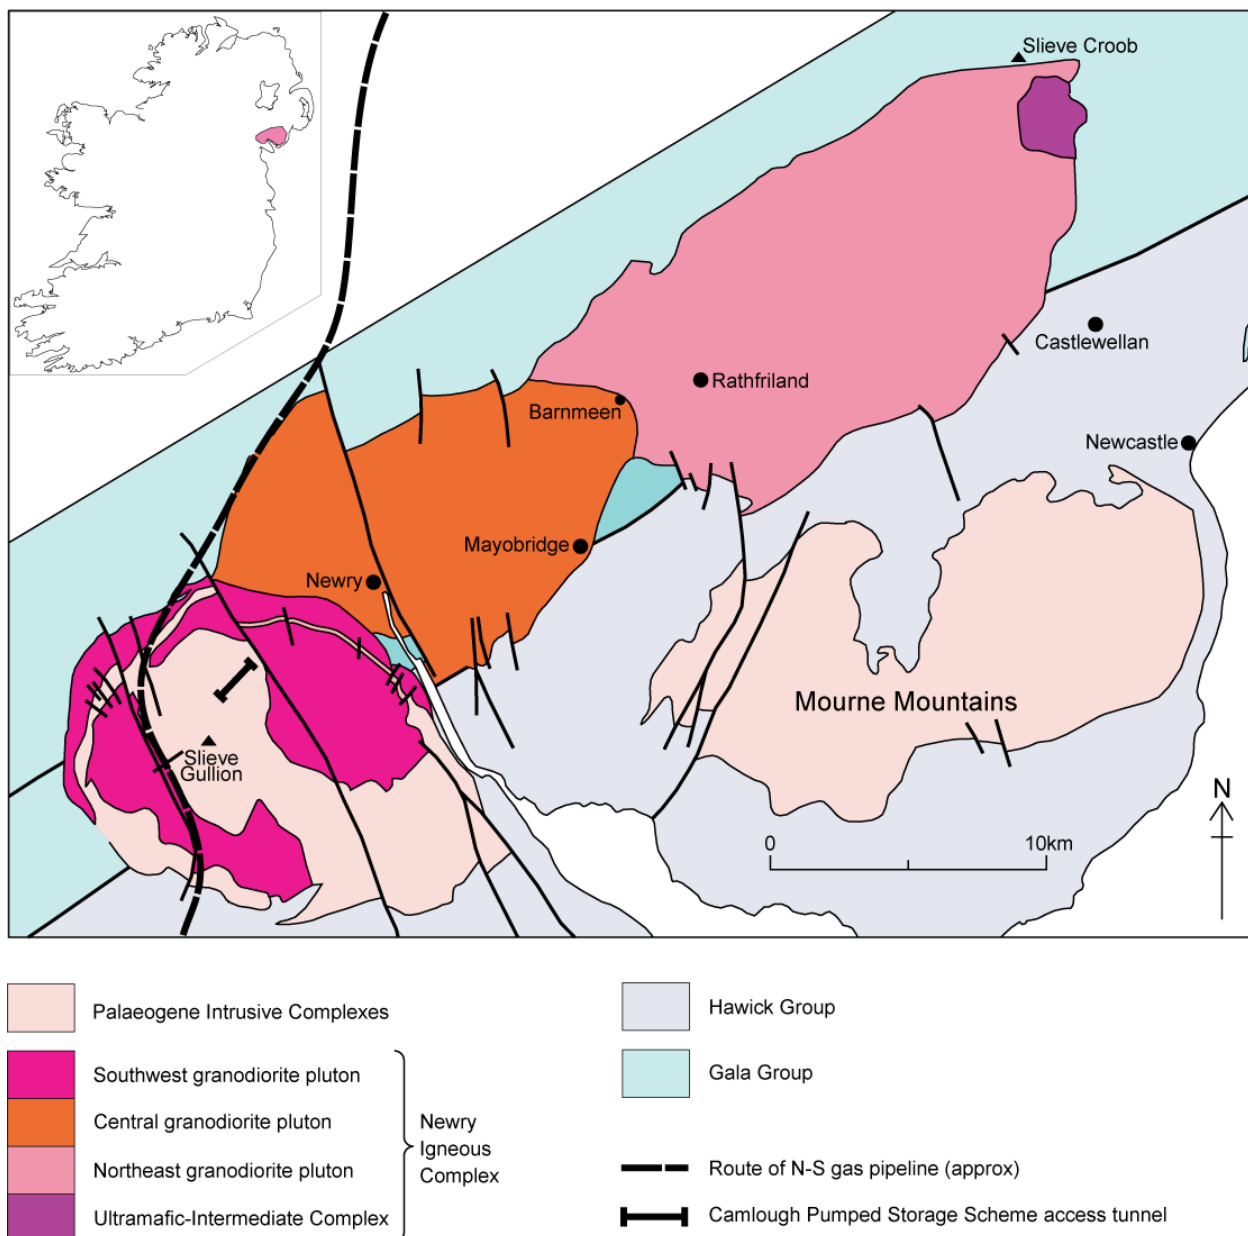 Slieve Croob
Castlewellan
Rathfriland
Barnmeen
Newcastle
Mayobridge
Newry
Mourne Mountains
Slieve
Gullion
N
0
10km
Palaeogene Intrusive Complexes
Southwest granodiorite pluton
Central granodiorite pluton
Northeast granodiorite pluton
Ultramafic-Intermediate Complex
Newry
Igneous
Complex
Hawick Group
Gala Group
Route of N-S gas pipeline (approx)
Camlough Pumped Storage Scheme access tunnel